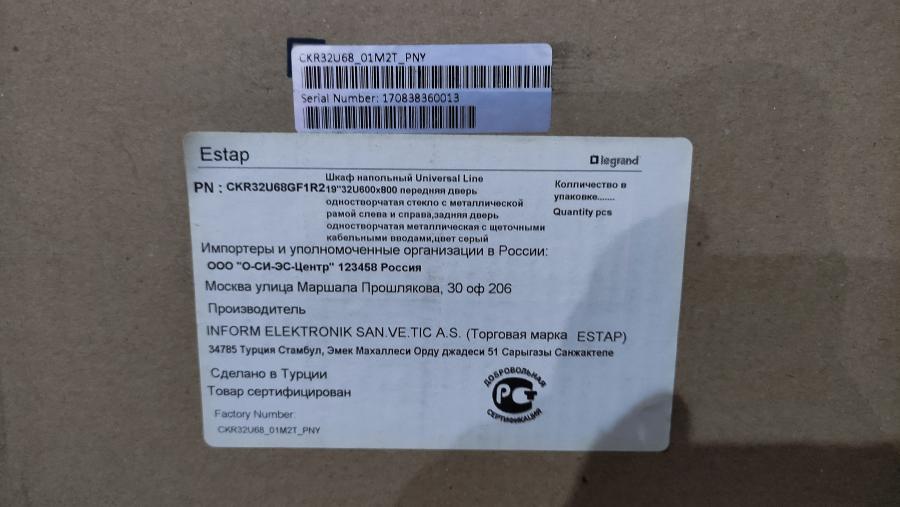 CKR32U68_01M2T_PNY
Serial Number: 170838360013
Estap
legrand
PN : CKR32U68GF1R2
Шкаф напольный Universal Line
19"32U600x800 передняя дверь
одностворчатая стекло с металлической
рамой слева и справа,задняя дверь
одностворчатая металлическая с щеточными
кабельными вводами,цвет серый
Колличество в
упаковке.......
Quantity pcs
Импортеры и уполномоченные организации в России:
ООО "О-СИ-ЭС-Центр" 123458 Россия
Москва улица Маршала Прошлякова, 30 оф 206
Производитель
INFORM ELEKTRONIK SAN.VE.TIC A.S. (Торговая марка ESTAP)
34785 Турция Стамбул, Эмек Махаллеси Орду джадеси 51 Сарыгазы Санжактепе
Сделано в Турции
Товар сертифицирован
ДОБРОВОЛЬНАЯ
РСТ
СЕРТИФИКАЦИЯ
Factory Number:
CKR32U68_01M2T_PNY